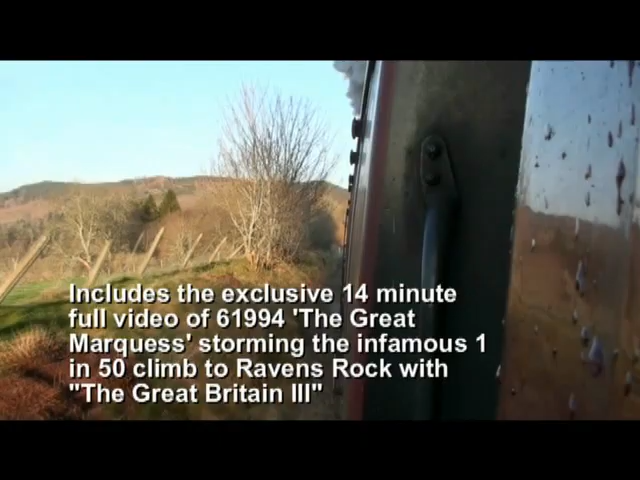 Includes the exclusive 14 minute
full video of 61994 'The Great
Marquess' storming the infamous 1
in 50 climb to Ravens Rock with
"The Great Britain III"